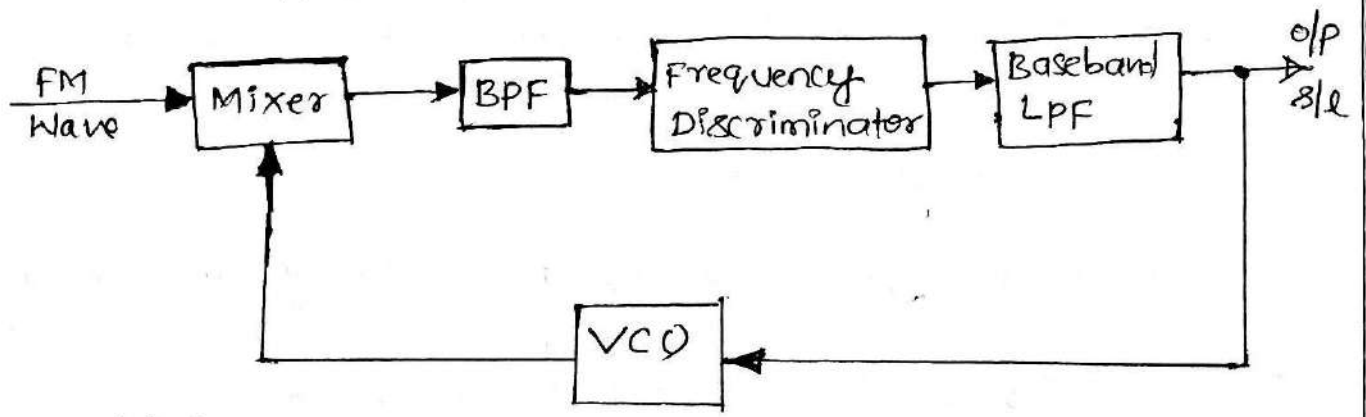 FM
Wave
Mixer
BPF
Frequency
Discriminator
Baseband
LPF
o/p
s/l
VCO